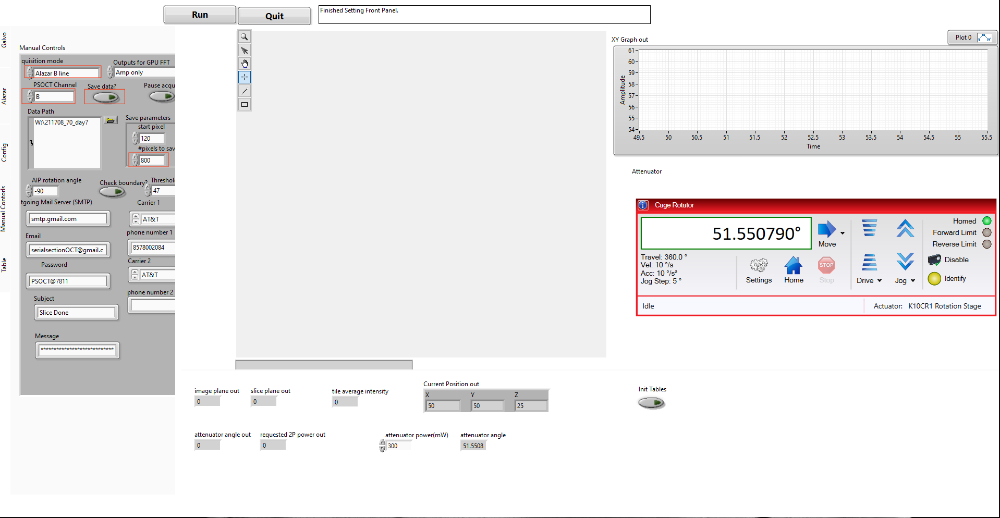 Run
Quit
Finished Setting Front Panel.
Galvo
Alazar
Config
Manual Contorls
Table
Manual Controls
quisition mode
Alazar B line
Outputs for GPU FFT
Amp only
PSOCT Channel
B
Save data?
Pause acqu
Data Path
W:\211708_70_day7
Save parameters
start pixel
120
#pixels to sav
800
AIP rotation angle
-90
Check boundary?
Threshol
47
tgoing Mail Server (SMTP)
smtp.gmail.com
Carrier 1
AT&T
Email
serialsectionOCT@gmail.c
phone number 1
8578002084
Password
PSOCT@7811
Carrier 2
AT&T
Subject
Slice Done
phone number 2
Message
****************************
XY Graph out
Plot 0
Amplitude
61
60
59
58
57
56
55
54
49.5 50 50.5 51 51.5 52 52.5 53 53.5 54 54.5 55 55.5
Time
Attenuator
Cage Rotator
51.550790°
Move
Travel: 360.0 °
Vel: 10 °/s
Acc: 10 °/s²
Jog Step: 5 °
Settings
Home
STOP
Stop
Drive
Jog
Homed
Forward Limit
Reverse Limit
Disable
Identify
Idle
Actuator: K10CR1 Rotation Stage
image plane out
0
slice plane out
0
tile average intensity
0
Current Position out
X Y Z
50 50 25
Init Tables
attenuator angle out
0
requested 2P power out
0
attenuator power(mW)
300
attenuator angle
51.5508